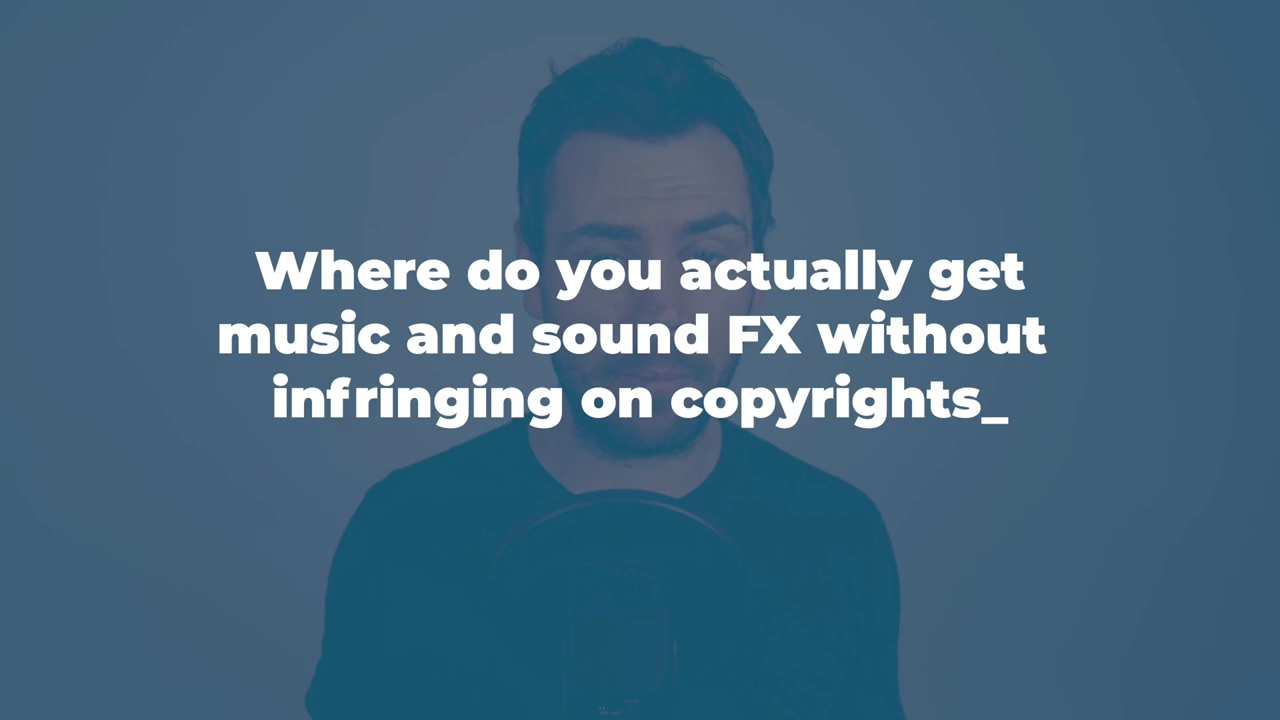 Where do you actually get
music and sound FX without
infringing on copyrights_